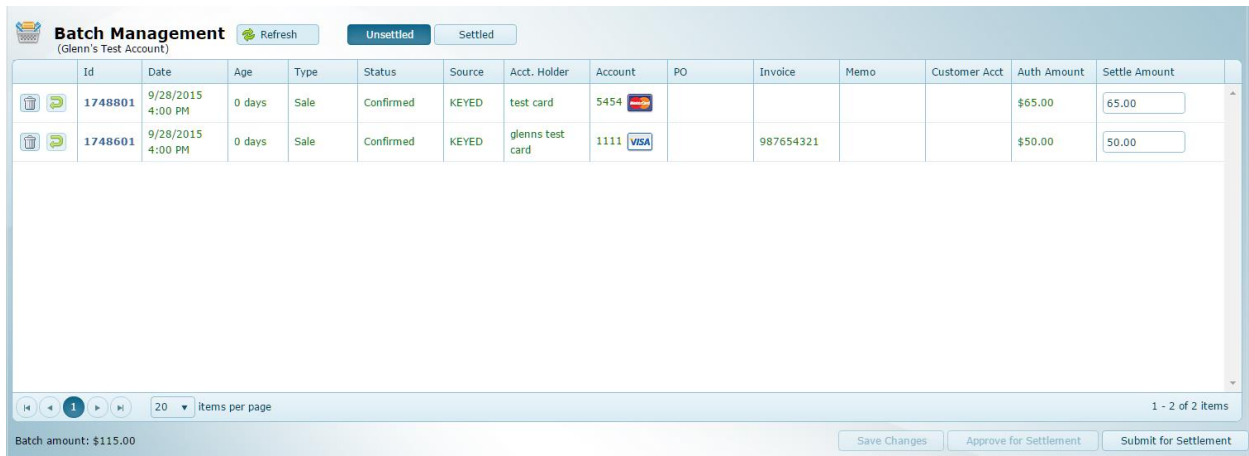 Batch Management Refresh Unsettled Settled
(Glenn's Test Account)
Id Date Age Type Status Source Acct. Holder Account PO Invoice Memo Customer Acct Auth Amount Settle Amount
1748801 9/28/2015 4:00 PM 0 days Sale Confirmed KEYED test card 5454 $65.00 65.00
1748601 9/28/2015 4:00 PM 0 days Sale Confirmed KEYED glenns test card 1111 VISA 987654321 $50.00 50.00
1 20 items per page 1 - 2 of 2 items
Batch amount: $115.00 Save Changes Approve for Settlement Submit for Settlement